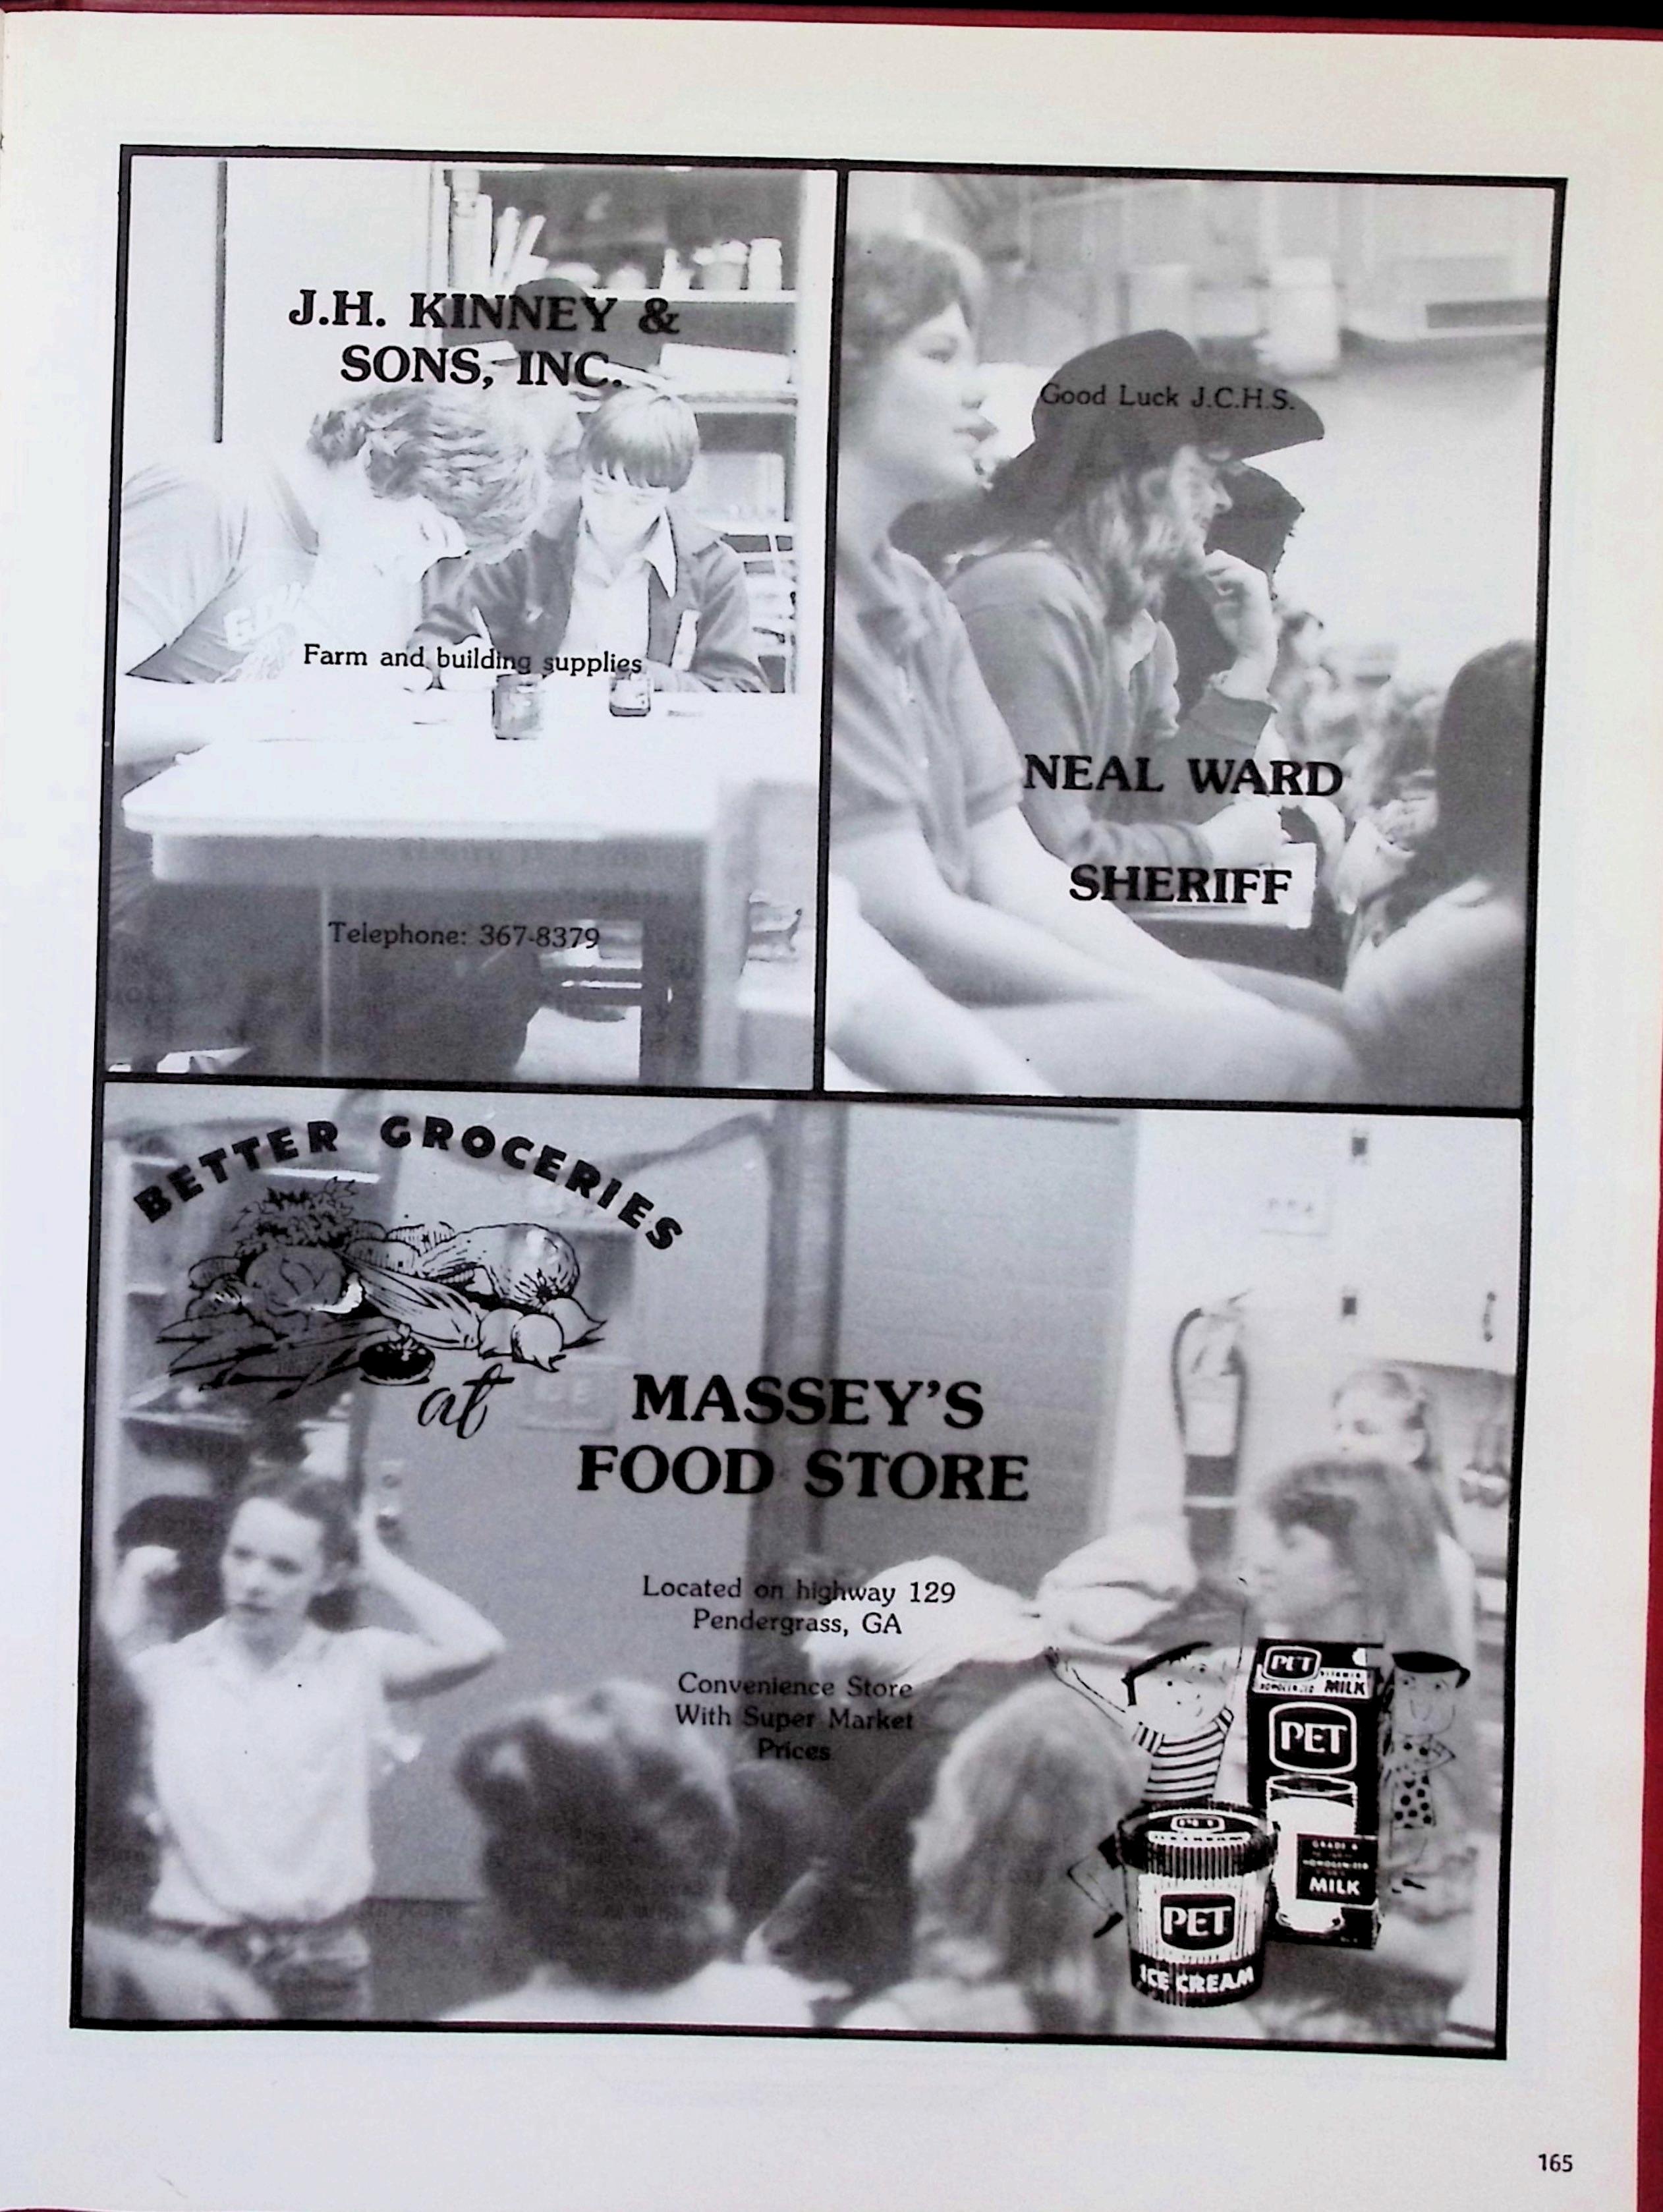 J.H. KINNEY &
SONS, INC.
Farm and building supplies
Telephone: 367-8379
Good Luck J.C.H.S.
NEAL WARD
SHERIFF
BETTER GROCERIES
at
MASSEY'S
FOOD STORE
Located on highway 129
Pendergrass, GA
Convenience Store
With Super Market
Prices
PET
MILK
PET
GRADE A
HOMOGENIZED
MILK
PET
ICE CREAM
165